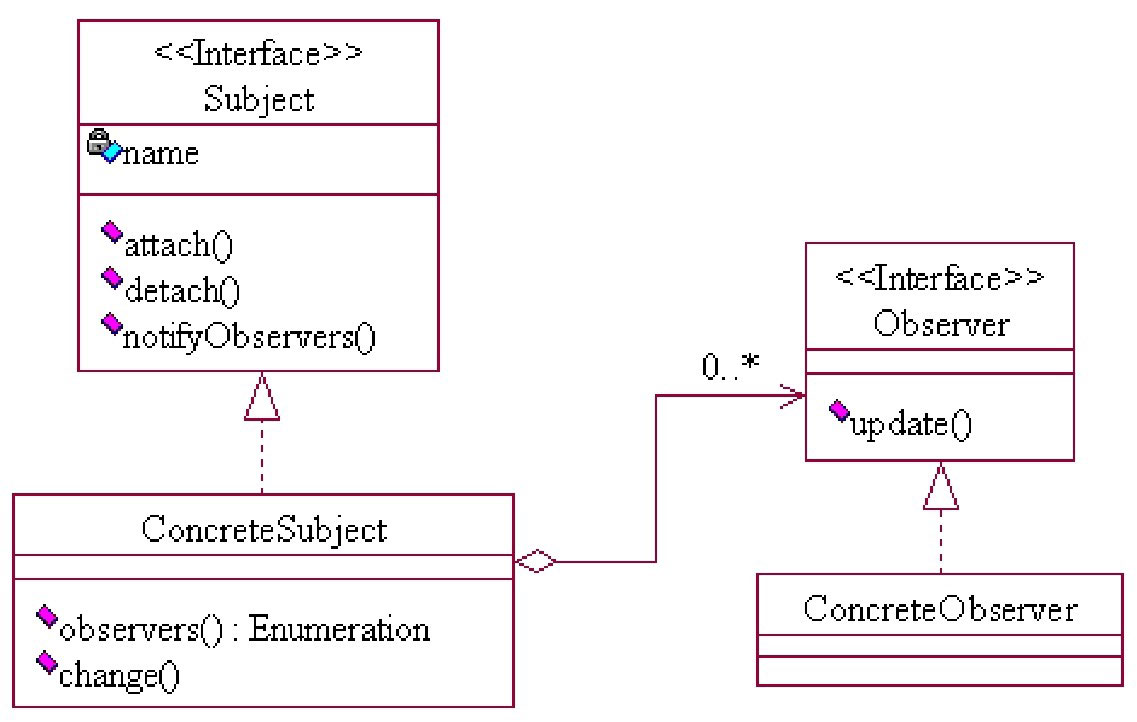 <<Interface>>
Subject
name
attach()
detach()
notifyObservers()
<<Interface>>
Observer
0..*
update()
ConcreteSubject
observers() : Enumeration
change()
ConcreteObserver